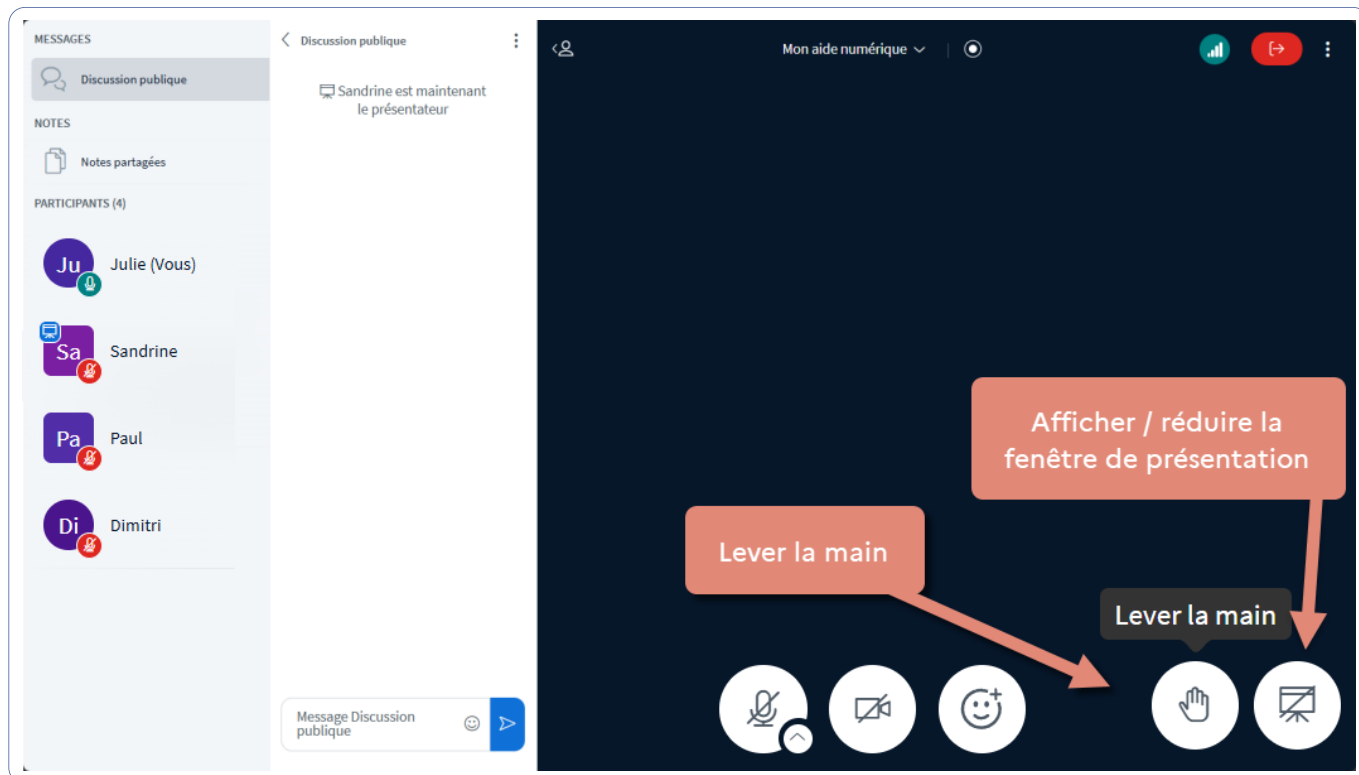 MESSAGES
Discussion publique
NOTES
Notes partagées
PARTICIPANTS (4)
Ju
Julie (Vous)
Sa
Sandrine
Pa
Paul
Di
Dimitri
Discussion publique
Sandrine est maintenant
le présentateur
Message Discussion
publique
Mon aide numérique
Afficher / réduire la
fenêtre de présentation
Lever la main
Lever la main